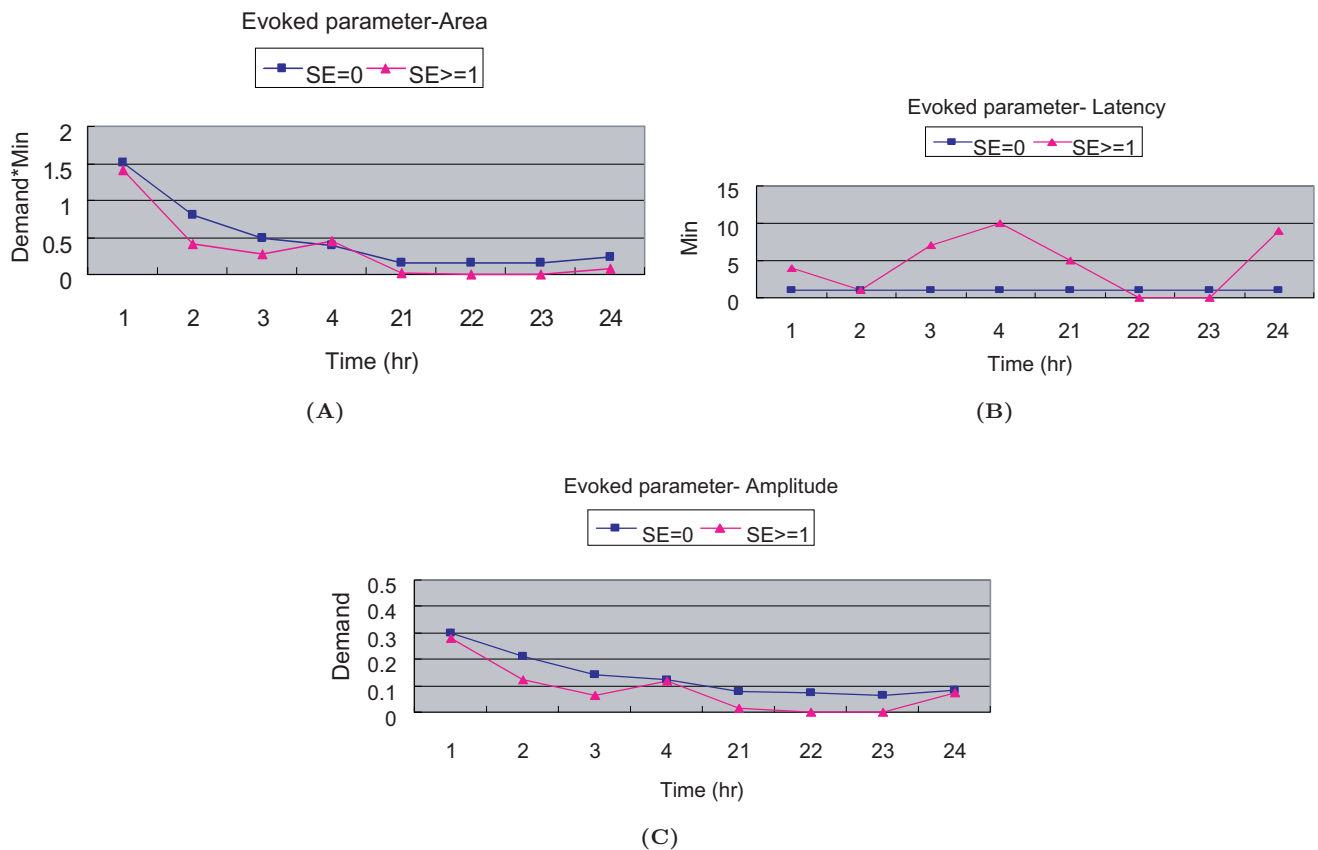 Evoked parameter-Area
SE=0 SE>=1
2
1.5
1
0.5
0
Demand*Min
1 2 3 4 21 22 23 24
Time (hr)
(A)
Evoked parameter- Latency
SE=0 SE>=1
15
10
5
0
Min
1 2 3 4 21 22 23 24
Time (hr)
(B)
Evoked parameter- Amplitude
SE=0 SE>=1
0.5
0.4
0.3
0.2
0.1
0
Demand
1 2 3 4 21 22 23 24
Time (hr)
(C)